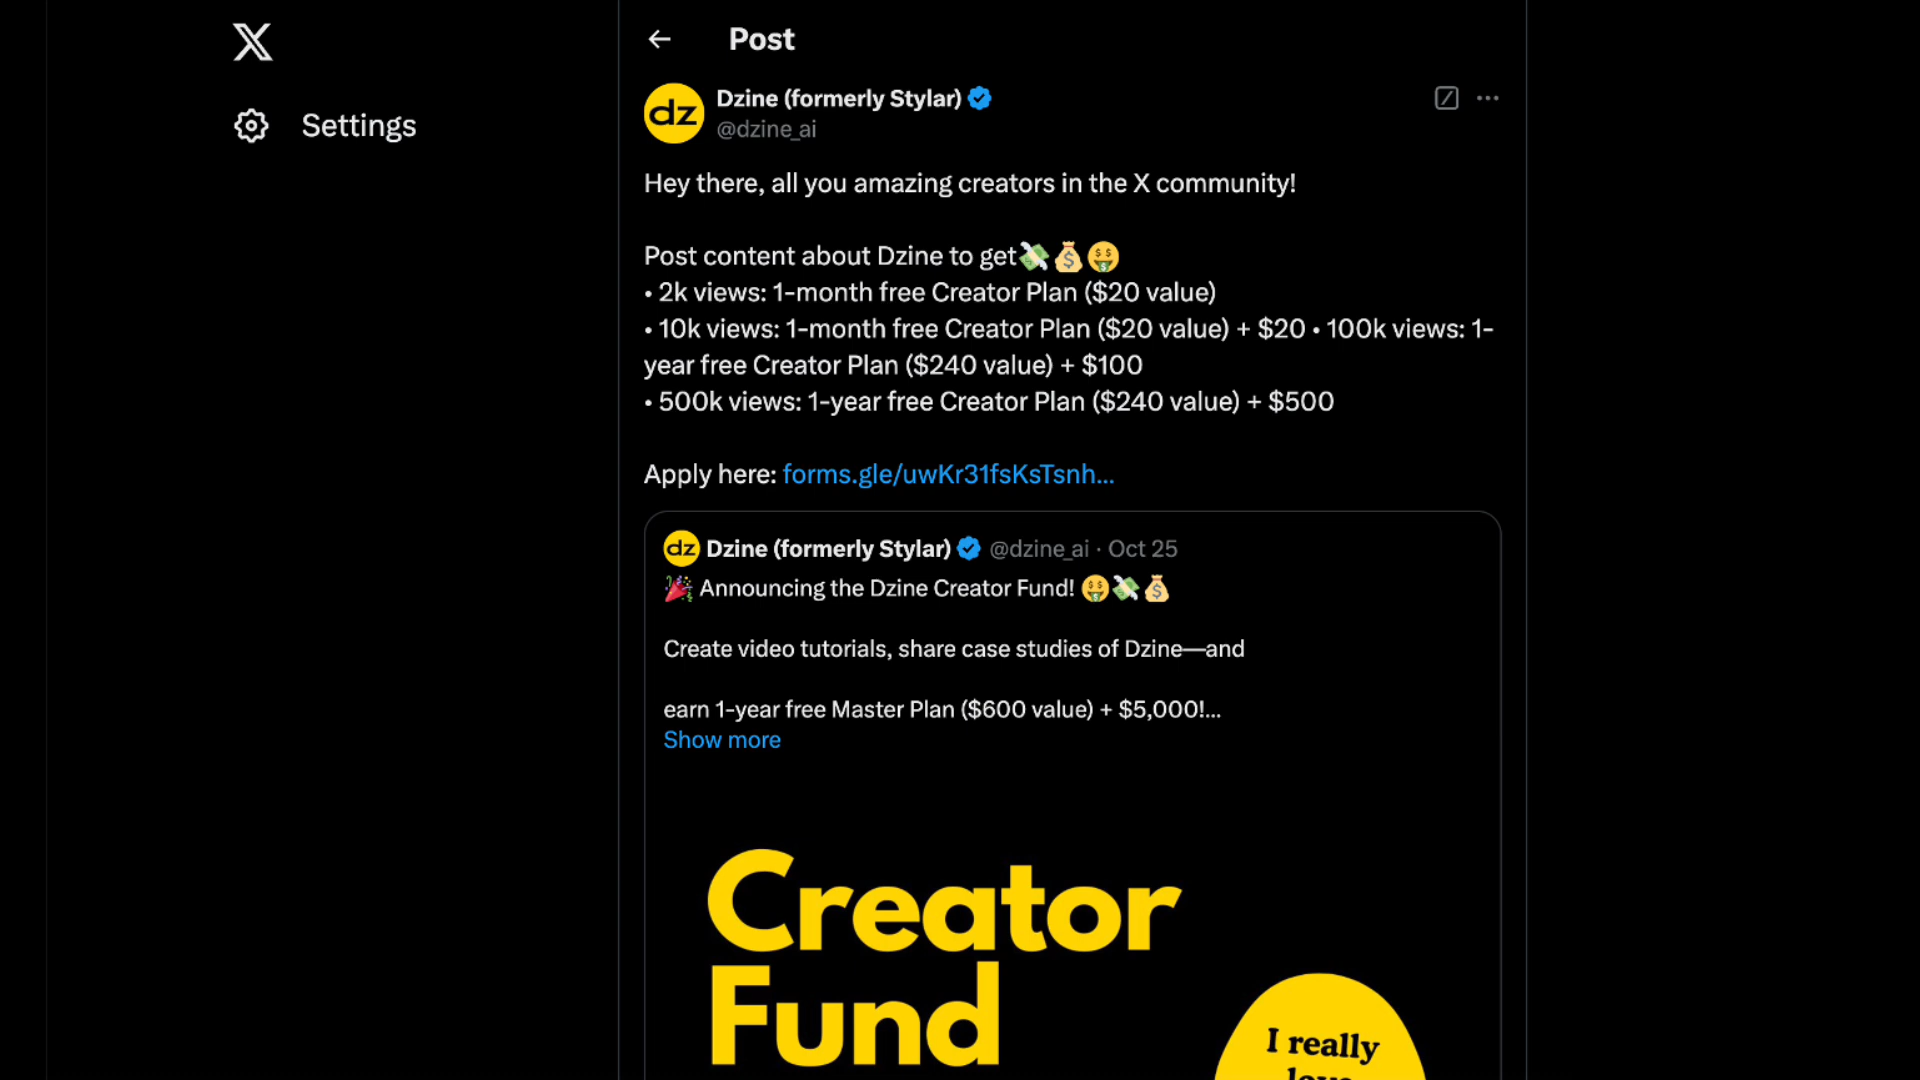 Post
Settings
dz
Dzine (formerly Stylar)
@dzine_ai
Hey there, all you amazing creators in the X community!
Post content about Dzine to get💸💰🤑
• 2k views: 1-month free Creator Plan ($20 value)
• 10k views: 1-month free Creator Plan ($20 value) + $20 • 100k views: 1-
year free Creator Plan ($240 value) + $100
• 500k views: 1-year free Creator Plan ($240 value) + $500
Apply here: forms.gle/uwKr31fsKsTsnh...
dz Dzine (formerly Stylar) @dzine_ai · Oct 25
🎉 Announcing the Dzine Creator Fund! 🤑💸💰
Create video tutorials, share case studies of Dzine—and
earn 1-year free Master Plan ($600 value) + $5,000!...
Show more
Creator
Fund
I really
love